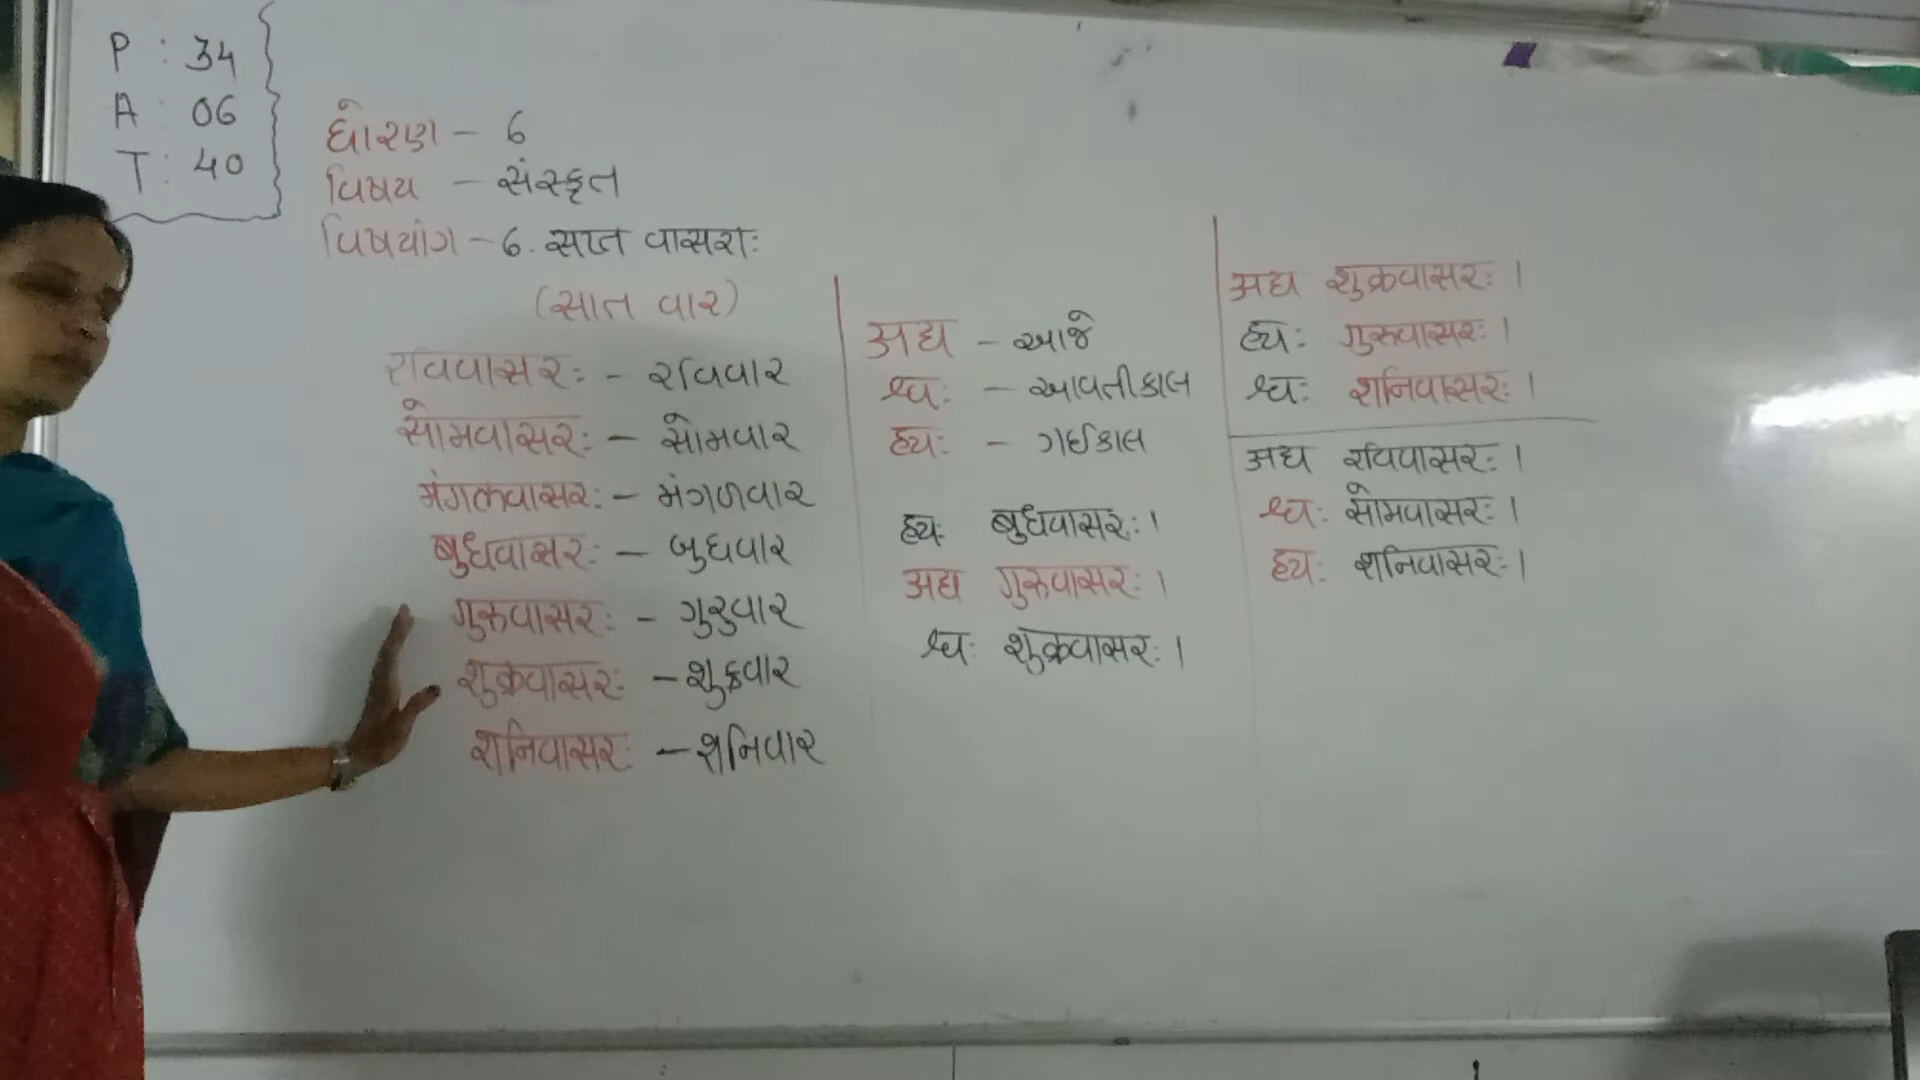 P : 34
A : 06
T : 40
ધોરણ - 6
વિષય - સંસ્કૃત
વિષયાંગ - 6. सप्त वासराः
(સાત વાર)
रविवासरः - રવિવાર
सोमवासरः - સોમવાર
मंगलवासरः - મંગળવાર
बुधवासरः - બુધવાર
गुरुवासरः - ગુરુવાર
शुक्रवासरः - શુક્રવાર
शनिवासरः - શનિવાર
अद्य - આજે
श्वः - આવતીકાલ
ह्यः - ગઈકાલ
ह्यः बुधवासरः ।
अद्य गुरुवासरः ।
श्वः शुक्रवासरः ।
अद्य शुक्रवासरः ।
ह्यः गुरुवासरः ।
श्वः शनिवासरः ।
अद्य रविवासरः ।
श्वः सोमवासरः ।
ह्यः शनिवासरः ।